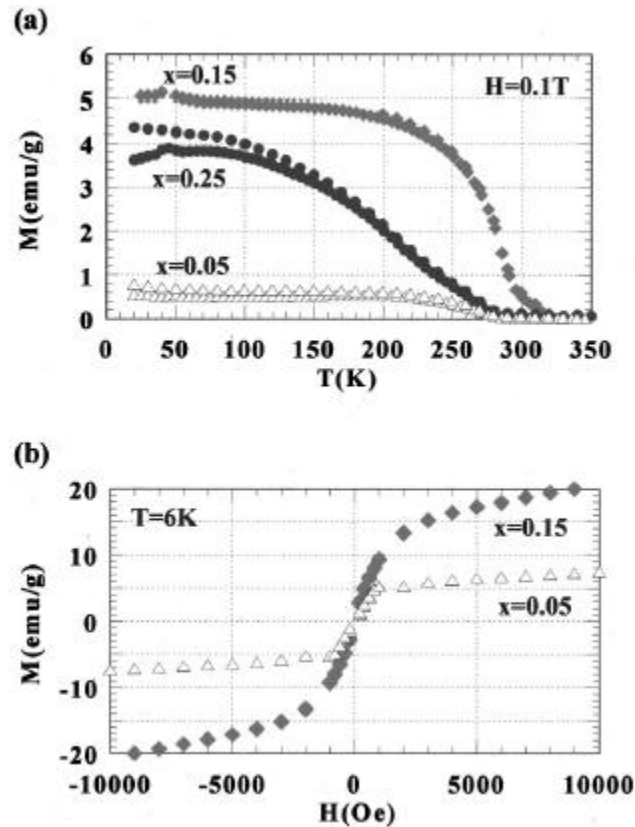 (a)
6
x=0.15
H=0.1T
5
4
3
x=0.25
2
x=0.05
1
0
M(emu/g)
0 50 100 150 200 250 300 350
T(K)
(b)
20
T=6K
x=0.15
10
x=0.05
0
-10
-20
M(emu/g)
-10000 -5000 0 5000 10000
H(Oe)